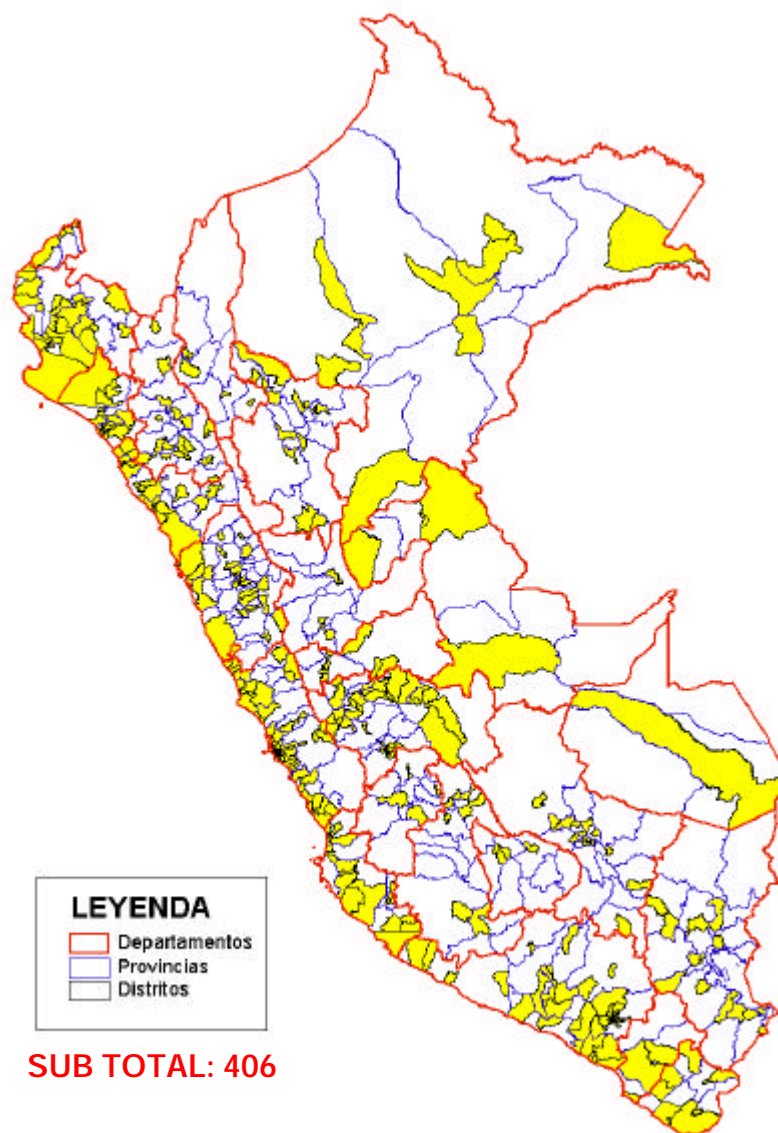 LEYENDA
Departamentos
Provincias
Distritos
SUB TOTAL: 406